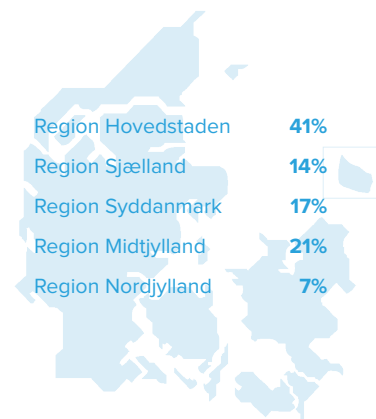 Region Hovedstaden 41%
Region Sjælland 14%
Region Syddanmark 17%
Region Midtjylland 21%
Region Nordjylland 7%